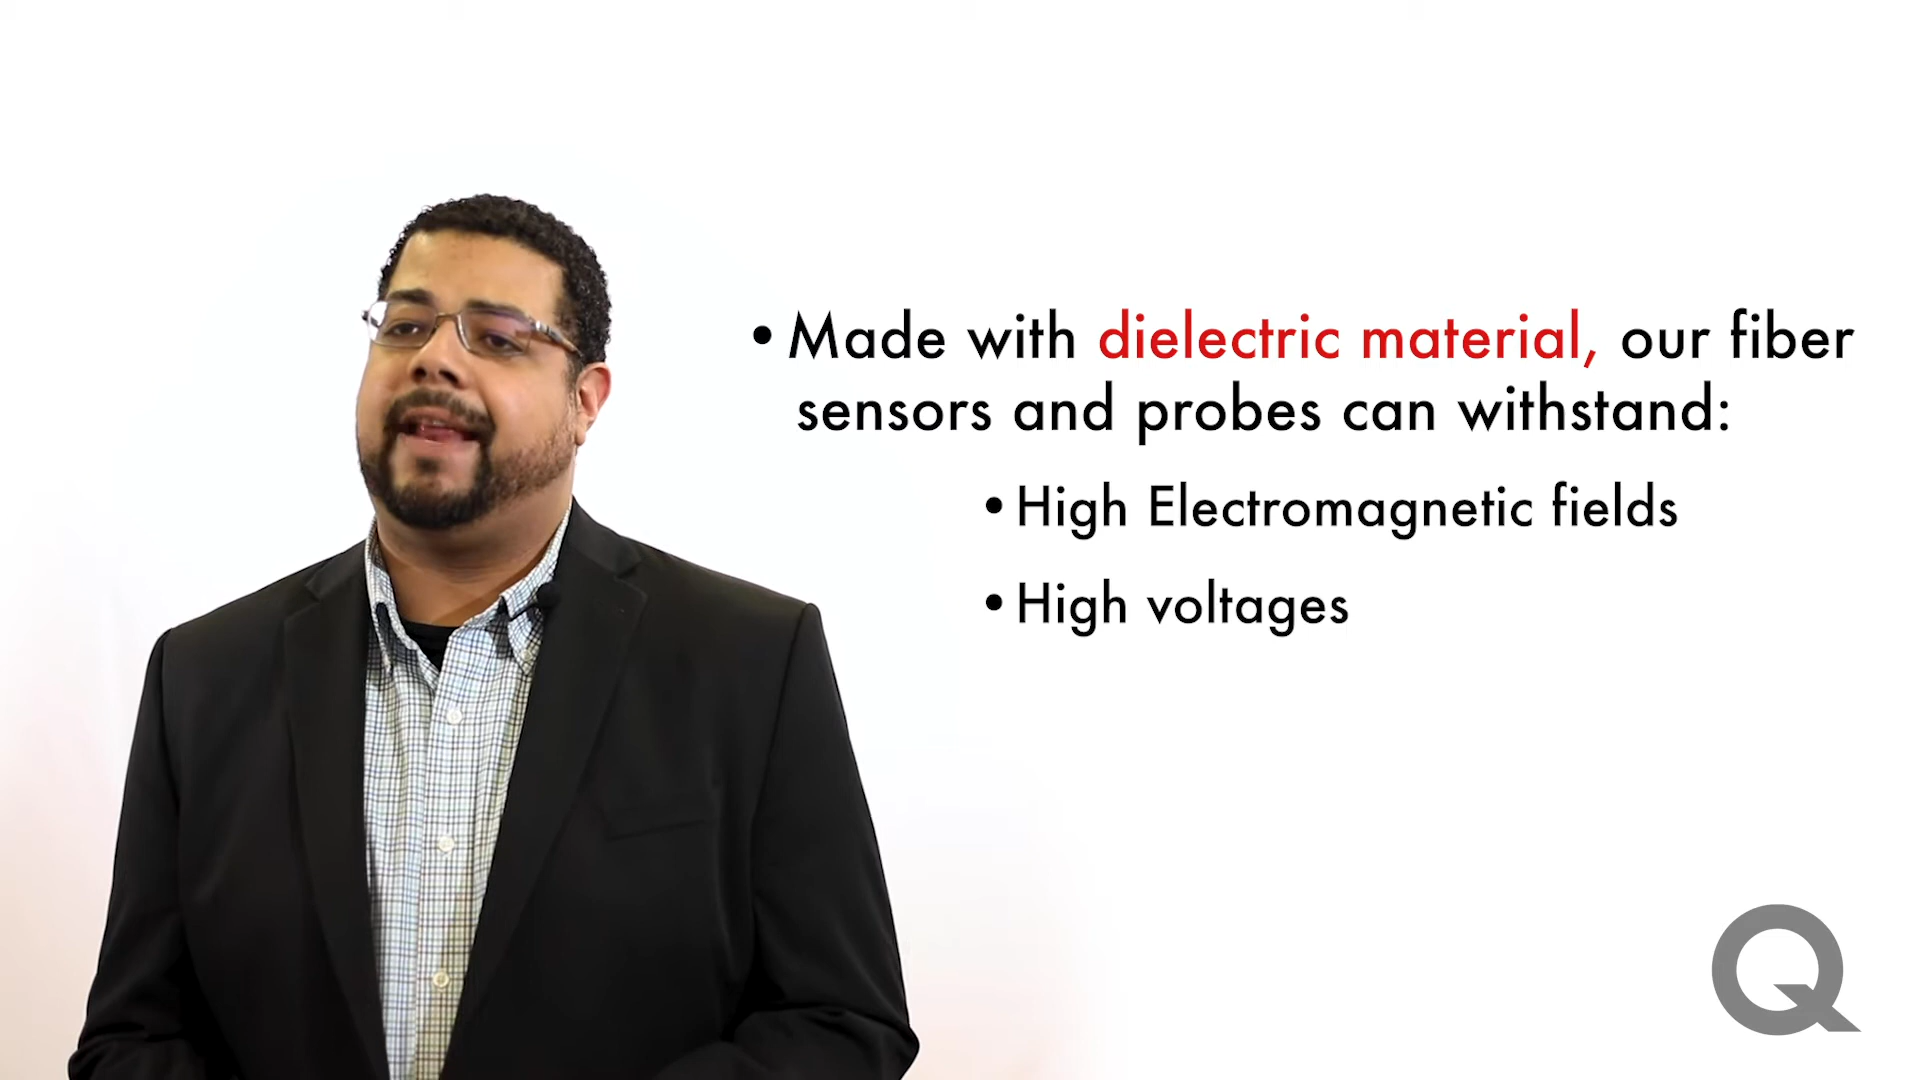 •Made with dielectric material, our fiber
sensors and probes can withstand:
•High Electromagnetic fields
•High voltages
Q